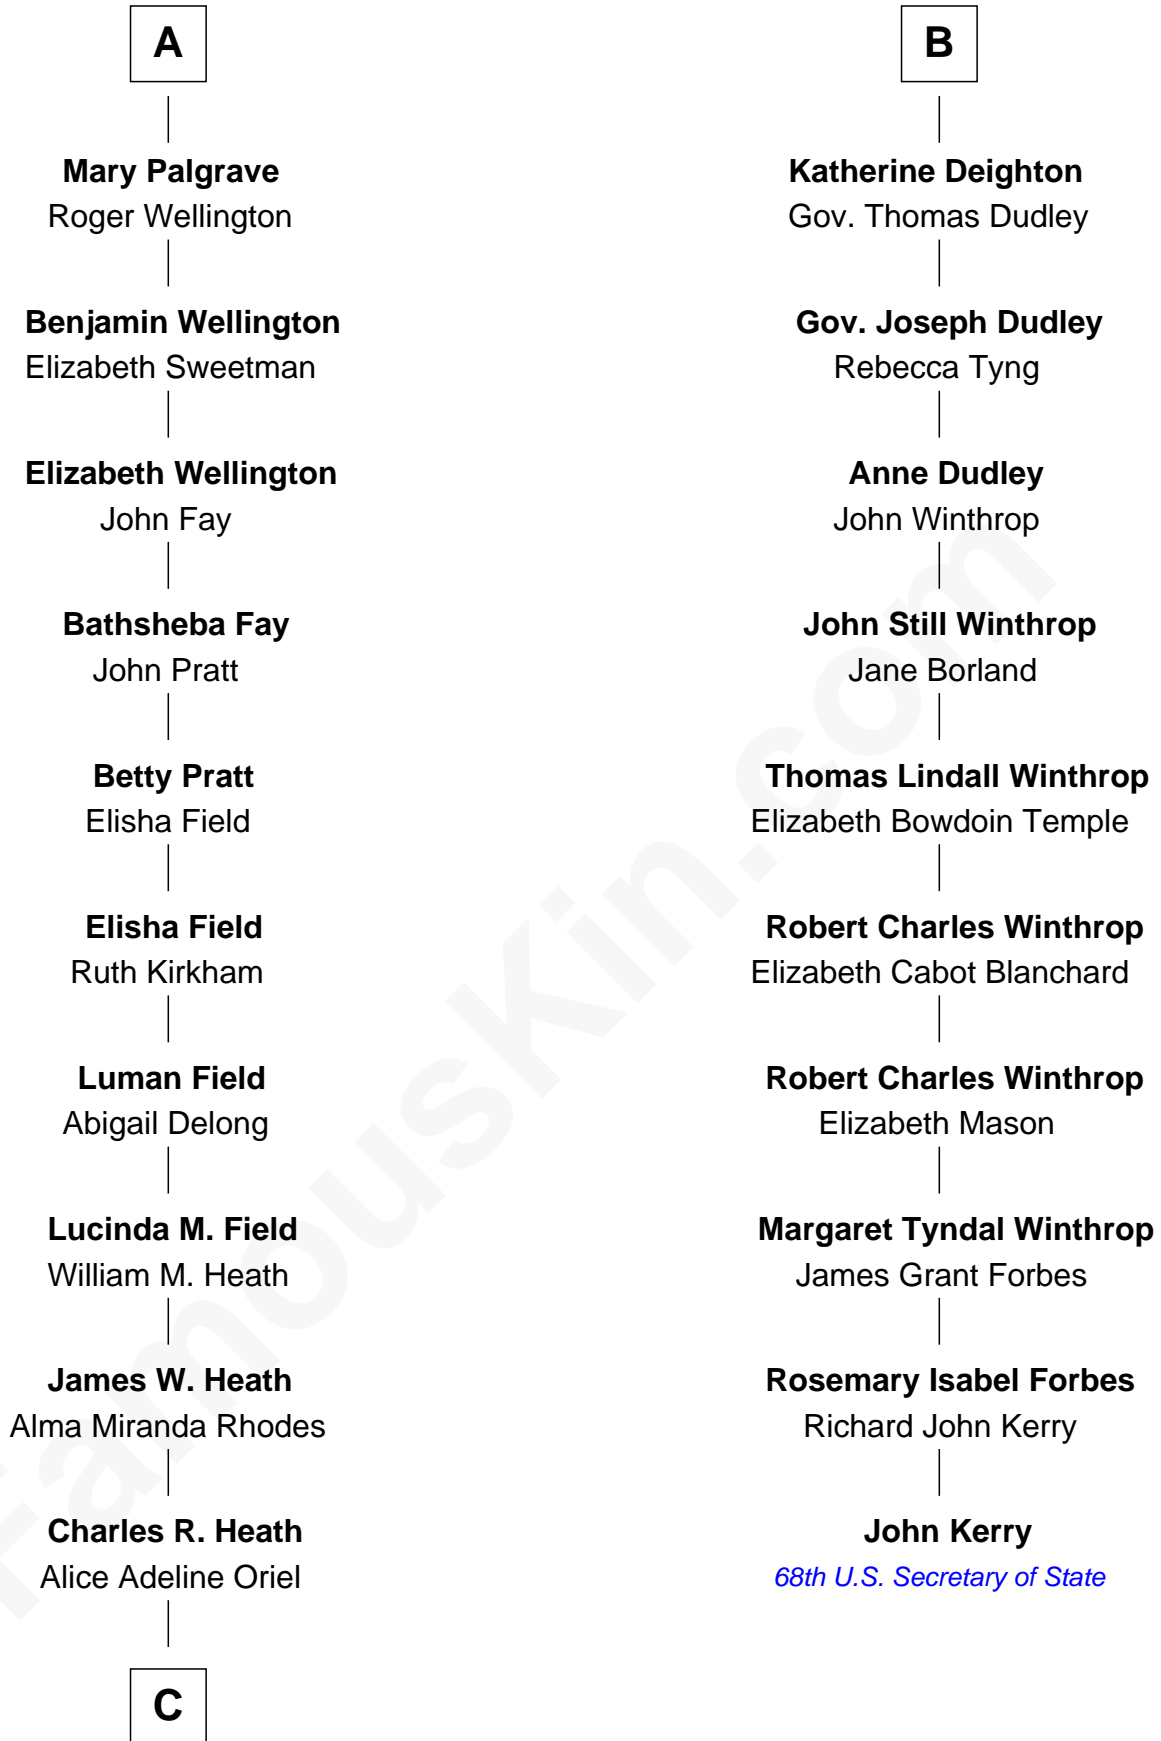 A
Mary Palgrave
Roger Wellington
Benjamin Wellington
Elizabeth Sweetman
Elizabeth Wellington
John Fay
Bathsheba Fay
John Pratt
Betty Pratt
Elisha Field
Elisha Field
Ruth Kirkham
Luman Field
Abigail Delong
Lucinda M. Field
William M. Heath
James W. Heath
Alma Miranda Rhodes
Charles R. Heath
Alice Adeline Oriel
C
B
Katherine Deighton
Gov. Thomas Dudley
Gov. Joseph Dudley
Rebecca Tyng
Anne Dudley
John Winthrop
John Still Winthrop
Jane Borland
Thomas Lindall Winthrop
Elizabeth Bowdoin Temple
Robert Charles Winthrop
Elizabeth Cabot Blanchard
Robert Charles Winthrop
Elizabeth Mason
Margaret Tyndal Winthrop
James Grant Forbes
Rosemary Isabel Forbes
Richard John Kerry
John Kerry
68th U.S. Secretary of State
FamousKin.com